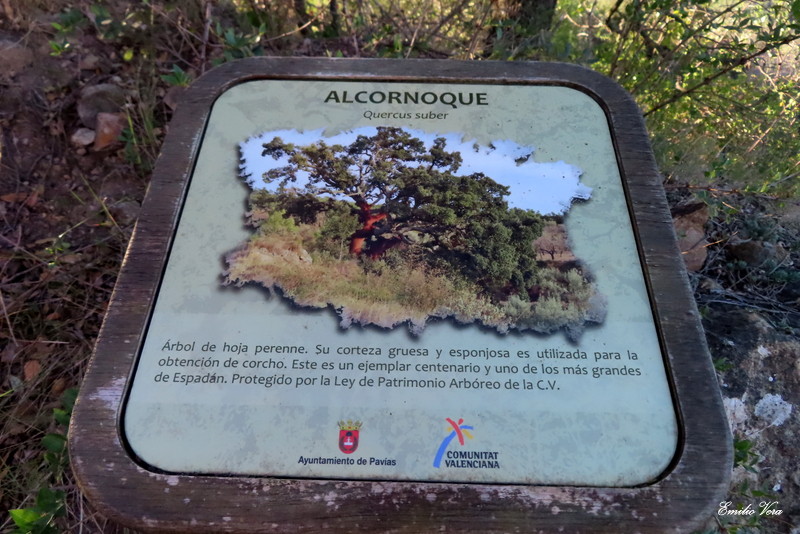 ALCORNOQUE
Quercus suber
Árbol de hoja perenne. Su corteza gruesa y esponjosa es utilizada para la
obtención de corcho. Este es un ejemplar centenario y uno de los más grandes
de Espadán. Protegido por la Ley de Patrimonio Arbóreo de la C.V.
Ayuntamiento de Pavías
COMUNITAT
VALENCIANA
Emilio Vera